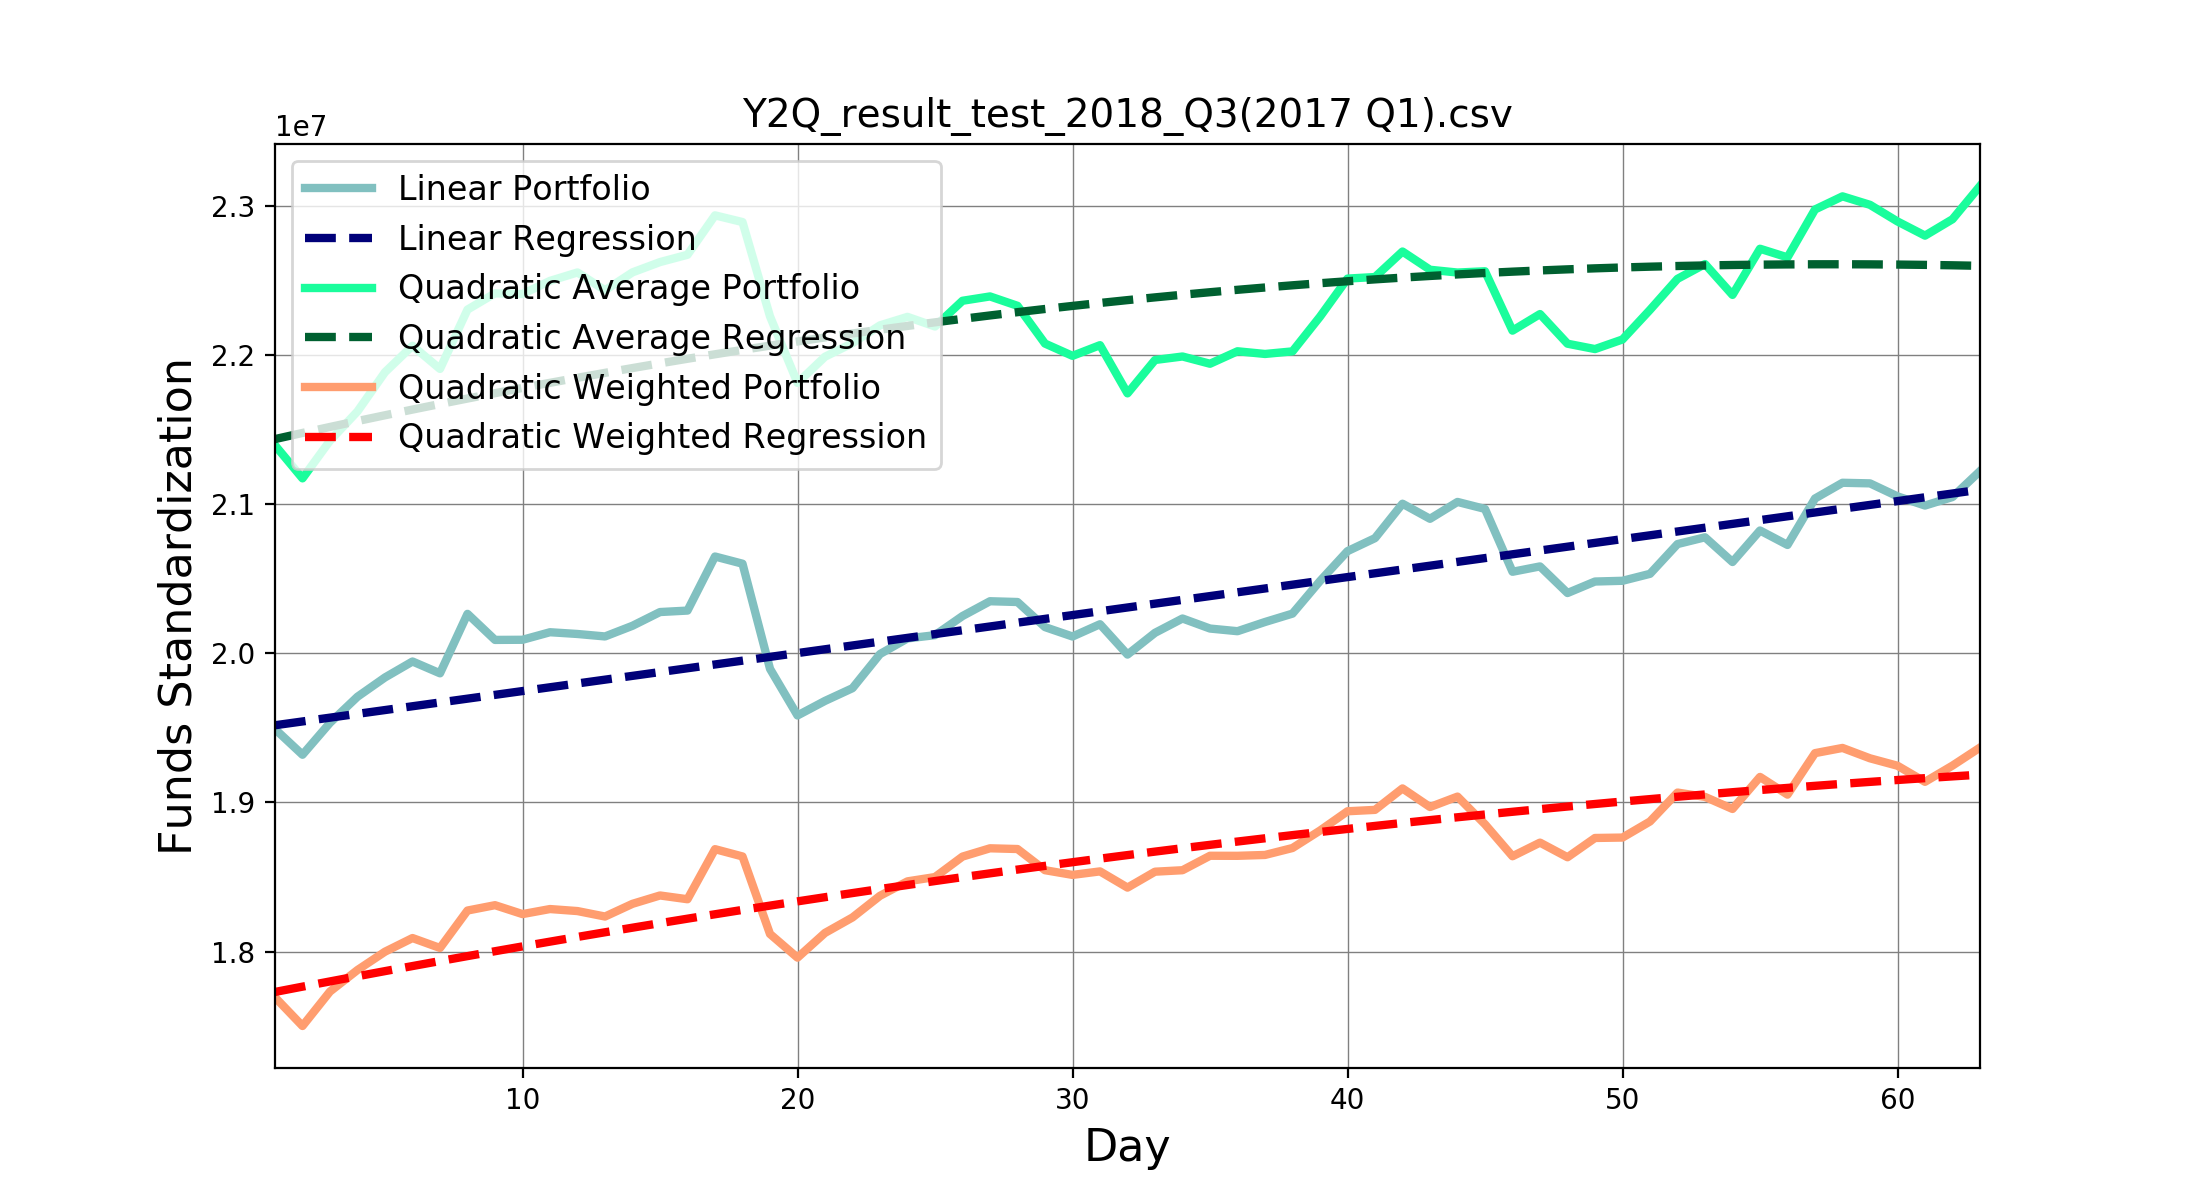 Y2Q_result_test_2018_Q3(2017 Q1).csv
1e7
Linear Portfolio
Linear Regression
Quadratic Average Portfolio
Quadratic Average Regression
Quadratic Weighted Portfolio
Quadratic Weighted Regression
2.3
2.2
2.1
2.0
1.9
1.8
Funds Standardization
10 20 30 40 50 60
Day